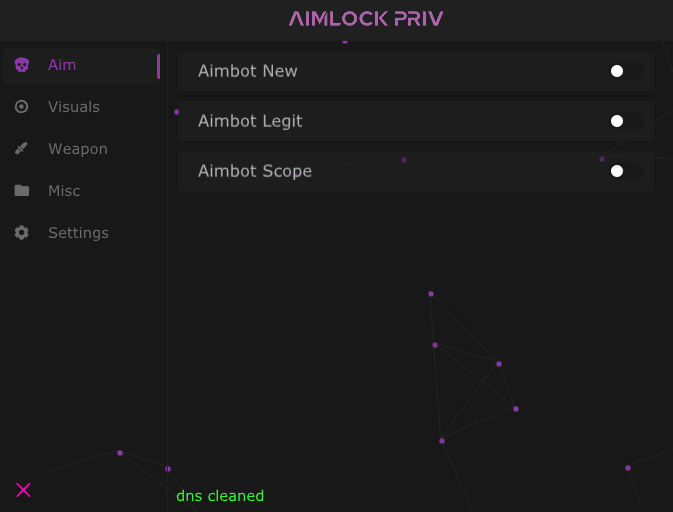 AIMLOCK PRIV
Aim
Visuals
Weapon
Misc
Settings
Aimbot New
Aimbot Legit
Aimbot Scope
dns cleaned